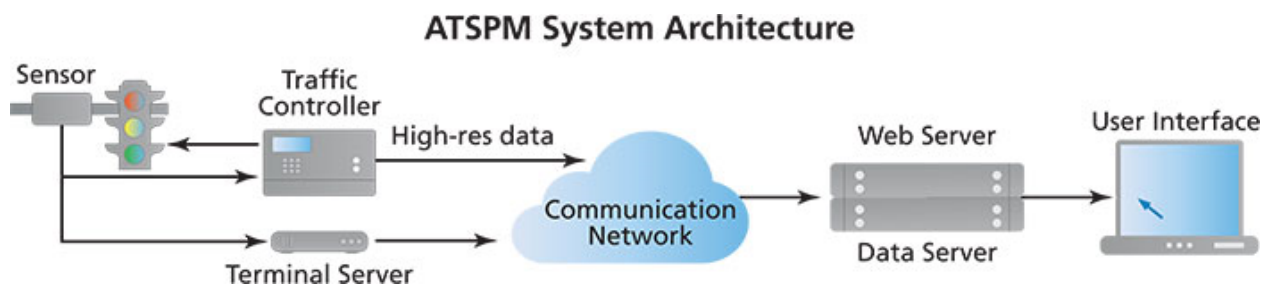 ATSPM System Architecture
Sensor
Traffic
Controller
High-res data
Communication
Network
Terminal Server
Web Server
Data Server
User Interface